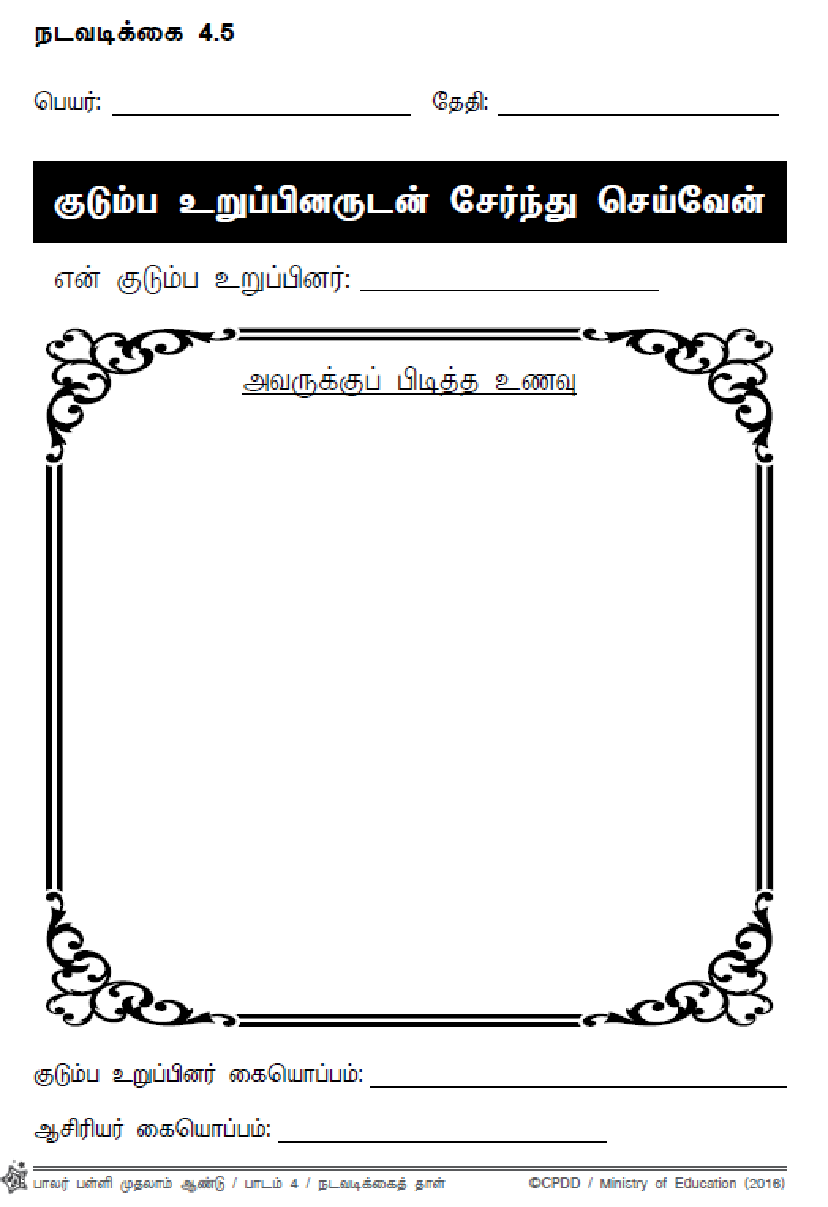 நடவடிக்கை 4.5
பெயர்: தேதி:
குடும்ப உறுப்பினருடன் சேர்ந்து செய்வேன்
என் குடும்ப உறுப்பினர்:
அவருக்குப் பிடித்த உணவு
குடும்ப உறுப்பினர் கையொப்பம்:
ஆசிரியர் கையொப்பம்:
பாலர் பள்ளி முதலாம் ஆண்டு / பாடம் 4 / நடவடிக்கைத் தாள் ©CPDD / Ministry of Education (2016)